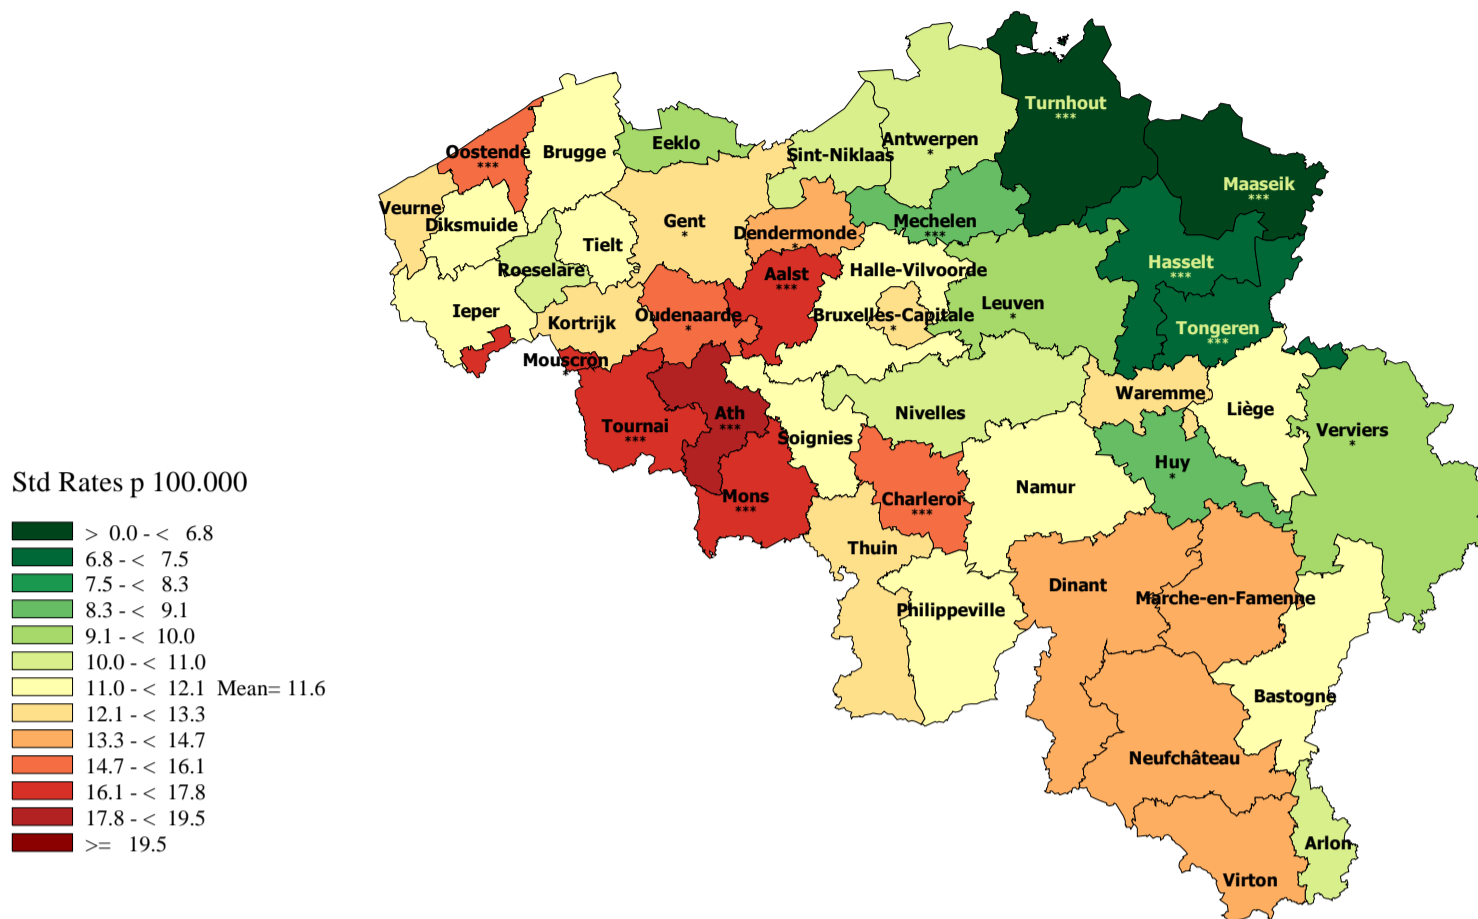 Turnhout
***
Antwerpen
*
Eeklo
Oostende
***
Brugge
Sint-Niklaas
Maaseik
***
Veurne
Diksmuide
Gent
*
Dendermonde
*
Mechelen
***
Tielt
Roeselare
Aalst
***
Halle-Vilvoorde
Hasselt
***
Ieper
Kortrijk
Oudenaarde
*
Bruxelles-Capitale
*
Leuven
*
Tongeren
***
Mouscron
*
Waremme
Tournai
***
Ath
***
Soignies
Nivelles
Liège
Verviers
*
Huy
*
Mons
***
Charleroi
***
Namur
Thuin
Dinant
Marche-en-Famenne
Philippeville
Bastogne
Neufchâteau
Arlon
Virton
Std Rates p 100.000
> 0.0 - < 6.8
6.8 - < 7.5
7.5 - < 8.3
8.3 - < 9.1
9.1 - < 10.0
10.0 - < 11.0
11.0 - < 12.1 Mean= 11.6
12.1 - < 13.3
13.3 - < 14.7
14.7 - < 16.1
16.1 - < 17.8
17.8 - < 19.5
>= 19.5